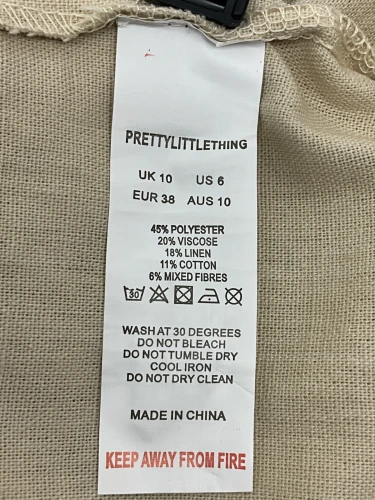 PRETTYLITTLETHING
UK 10 US 6
EUR 38 AUS 10
45% POLYESTER
20% VISCOSE
18% LINEN
11% COTTON
6% MIXED FIBRES
30
WASH AT 30 DEGREES
DO NOT BLEACH
DO NOT TUMBLE DRY
COOL IRON
DO NOT DRY CLEAN
MADE IN CHINA
KEEP AWAY FROM FIRE